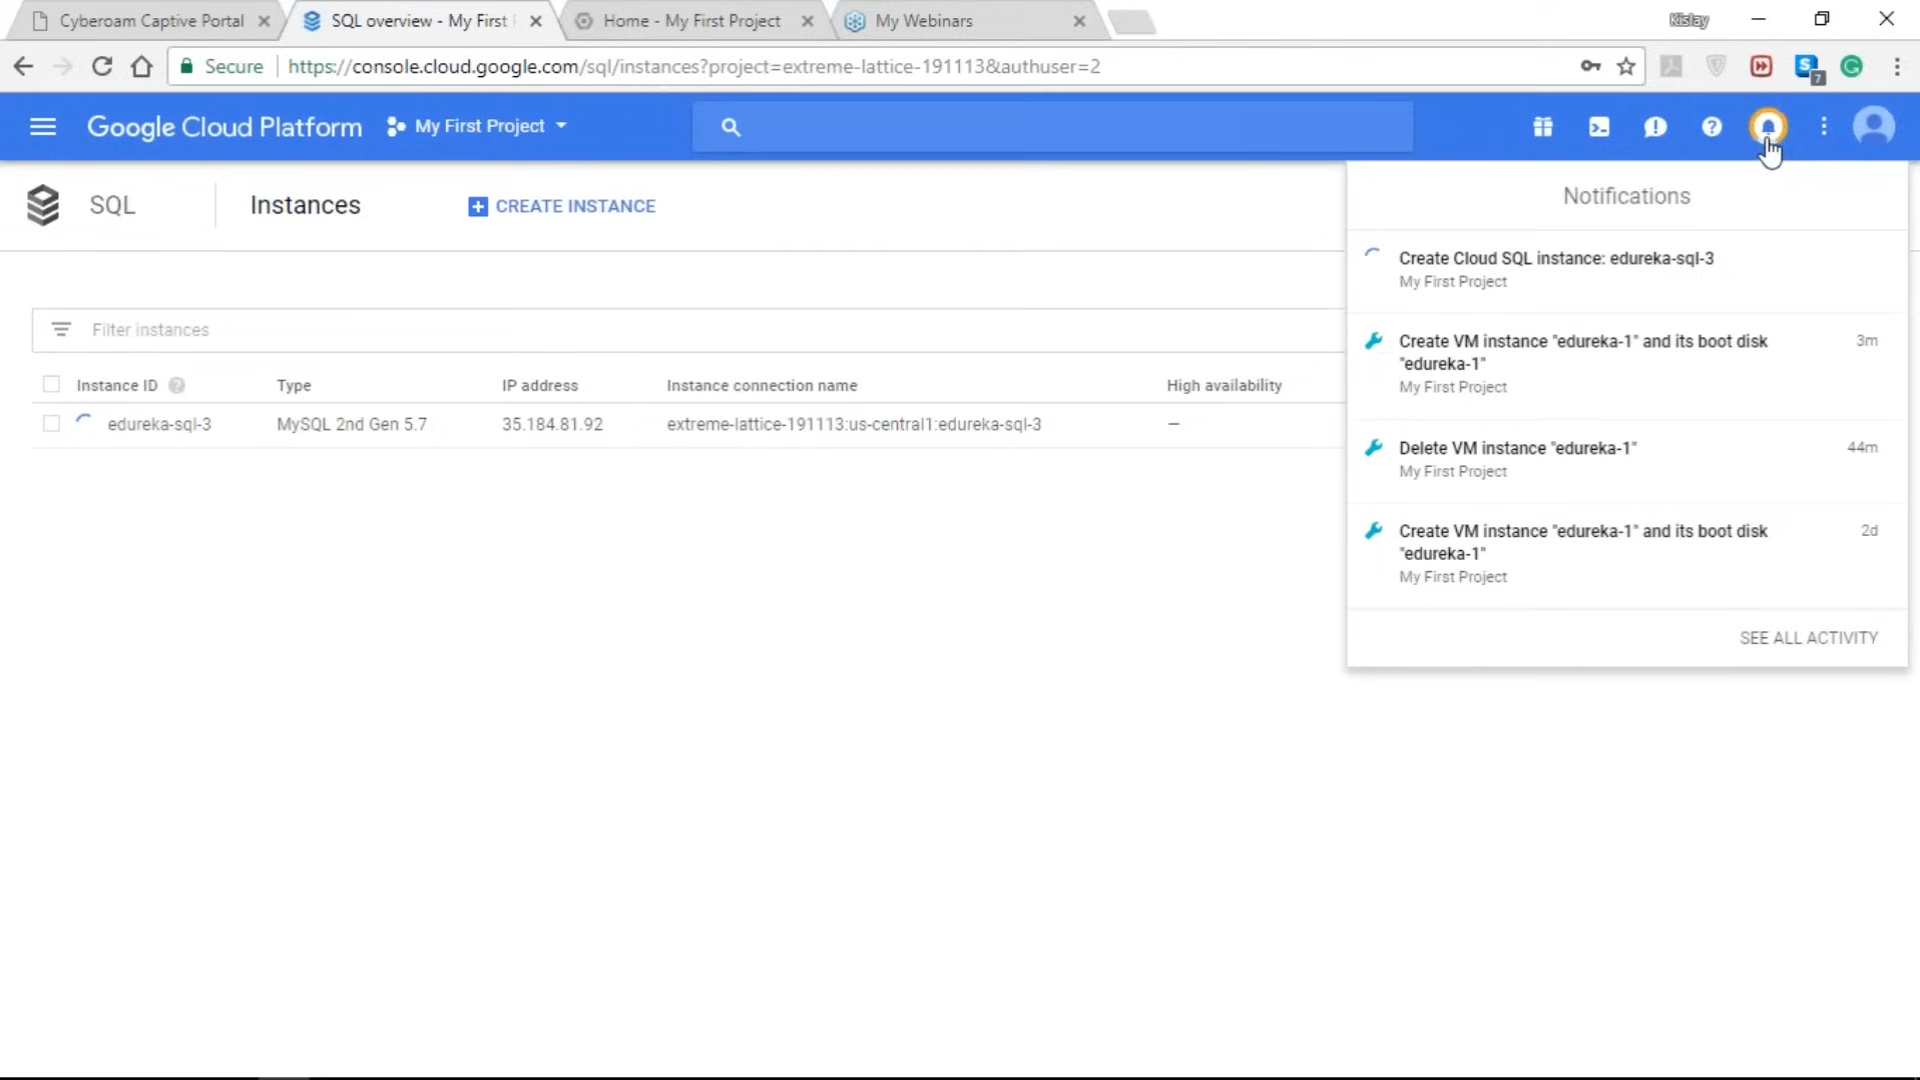 Cyberoam Captive Portal
SQL overview - My First
Home - My First Project
My Webinars
Kislay
Secure
https://console.cloud.google.com/sql/instances?project=extreme-lattice-191113&authuser=2
S
7
G
Google Cloud Platform
My First Project
SQL
Instances
CREATE INSTANCE
Notifications
Create Cloud SQL instance: edureka-sql-3
My First Project
Create VM instance "edureka-1" and its boot disk
"edureka-1"
3m
My First Project
Delete VM instance "edureka-1"
44m
My First Project
Create VM instance "edureka-1" and its boot disk
"edureka-1"
2d
My First Project
SEE ALL ACTIVITY
Filter instances
Instance ID
Type
IP address
Instance connection name
High availability
edureka-sql-3
MySQL 2nd Gen 5.7
35.184.81.92
extreme-lattice-191113:us-central1:edureka-sql-3
—